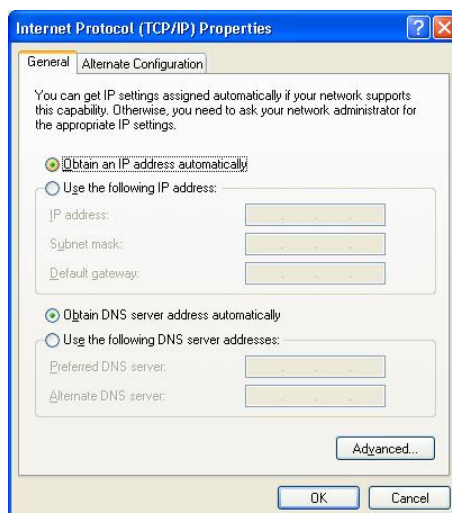 Internet Protocol (TCP/IP) Properties
General
Alternate Configuration
You can get IP settings assigned automatically if your network supports
this capability. Otherwise, you need to ask your network administrator for
the appropriate IP settings.
Obtain an IP address automatically
Use the following IP address:
IP address:
Subnet mask:
Default gateway:
Obtain DNS server address automatically
Use the following DNS server addresses:
Preferred DNS server:
Alternate DNS server:
Advanced...
OK
Cancel